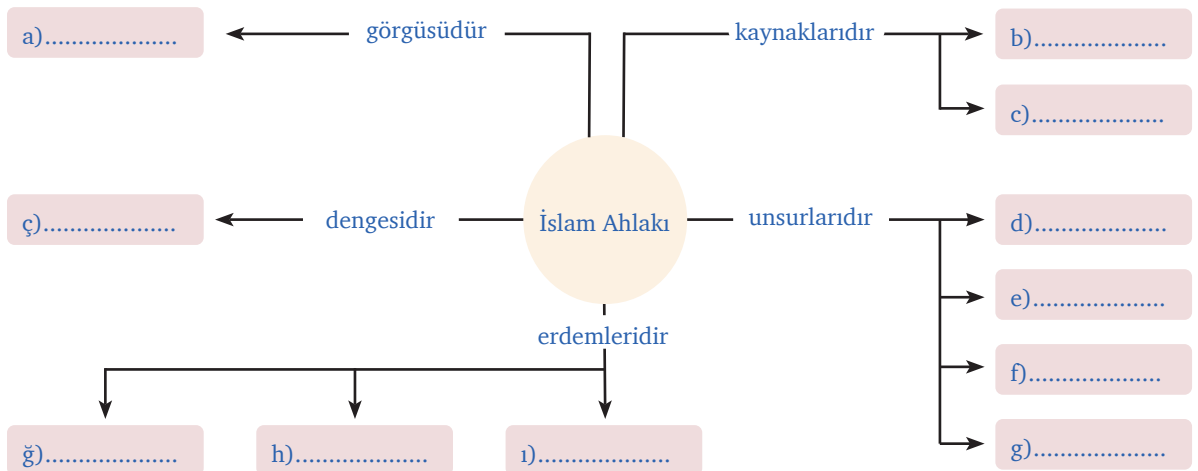 a).....................
görgüsüdür
kaynaklarıdır
b).....................
c).....................
ç).....................
dengesidir
İslam Ahlakı
unsurlarıdır
d).....................
e).....................
erdemleridir
f).....................
g).....................
ğ).....................
h).....................
ı).....................